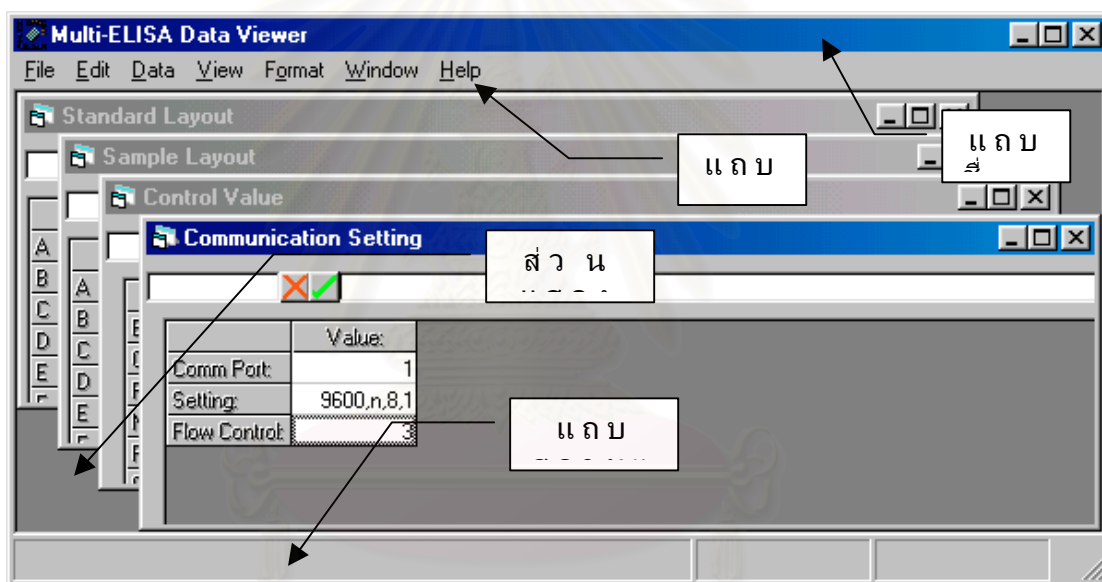 Multi-ELISA Data Viewer
File Edit Data View Format Window Help
Standard Layout
Sample Layout
Control Value
Communication Setting
แถบ
แถบ
ส่วน
Value:
Comm Port: 1
Setting: 9600,n,8,1
Flow Control: 3
แถบ
A
B
C
D
E
A
B
C
D
E